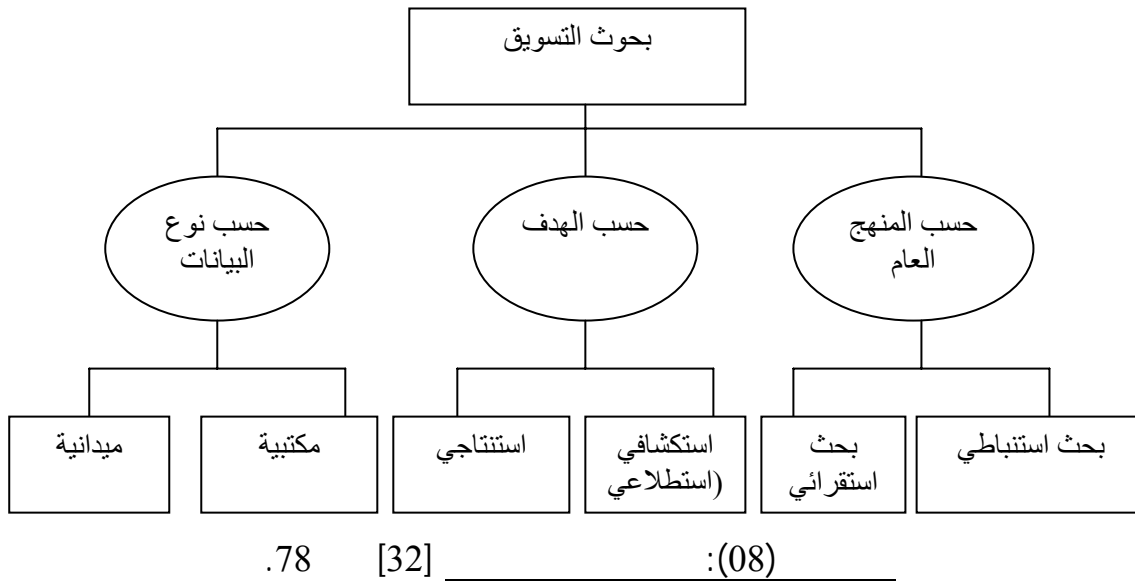 بحوث التسويق
حسب المنهج
العام
حسب الهدف
حسب نوع
البيانات
بحث استنباطي
بحث
استقرائي
استكشافي
(استطلاعي
استنتاجي
مكتبية
ميدانية
(08): [32] 78.